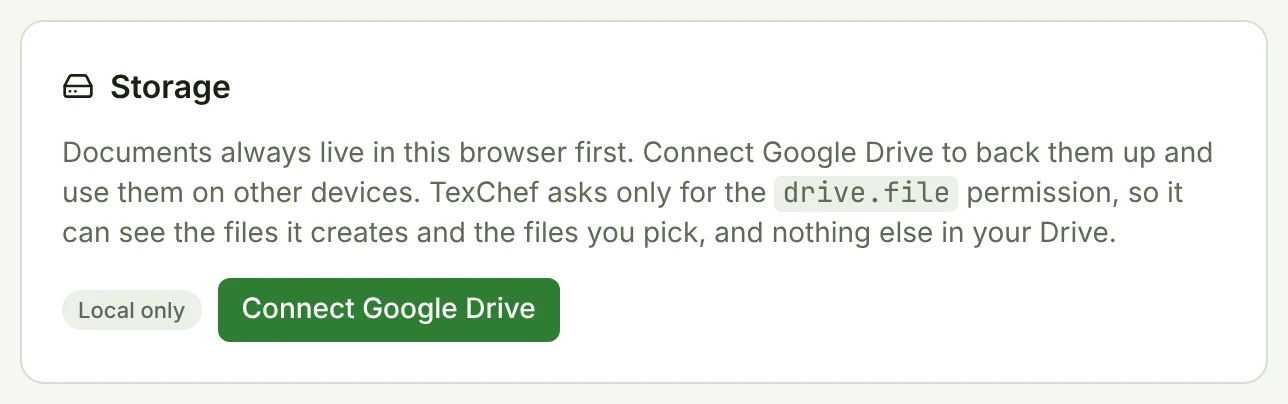 Storage
Documents always live in this browser first. Connect Google Drive to back them up and
use them on other devices. TexChef asks only for the drive.file permission, so it
can see the files it creates and the files you pick, and nothing else in your Drive.
Local only
Connect Google Drive